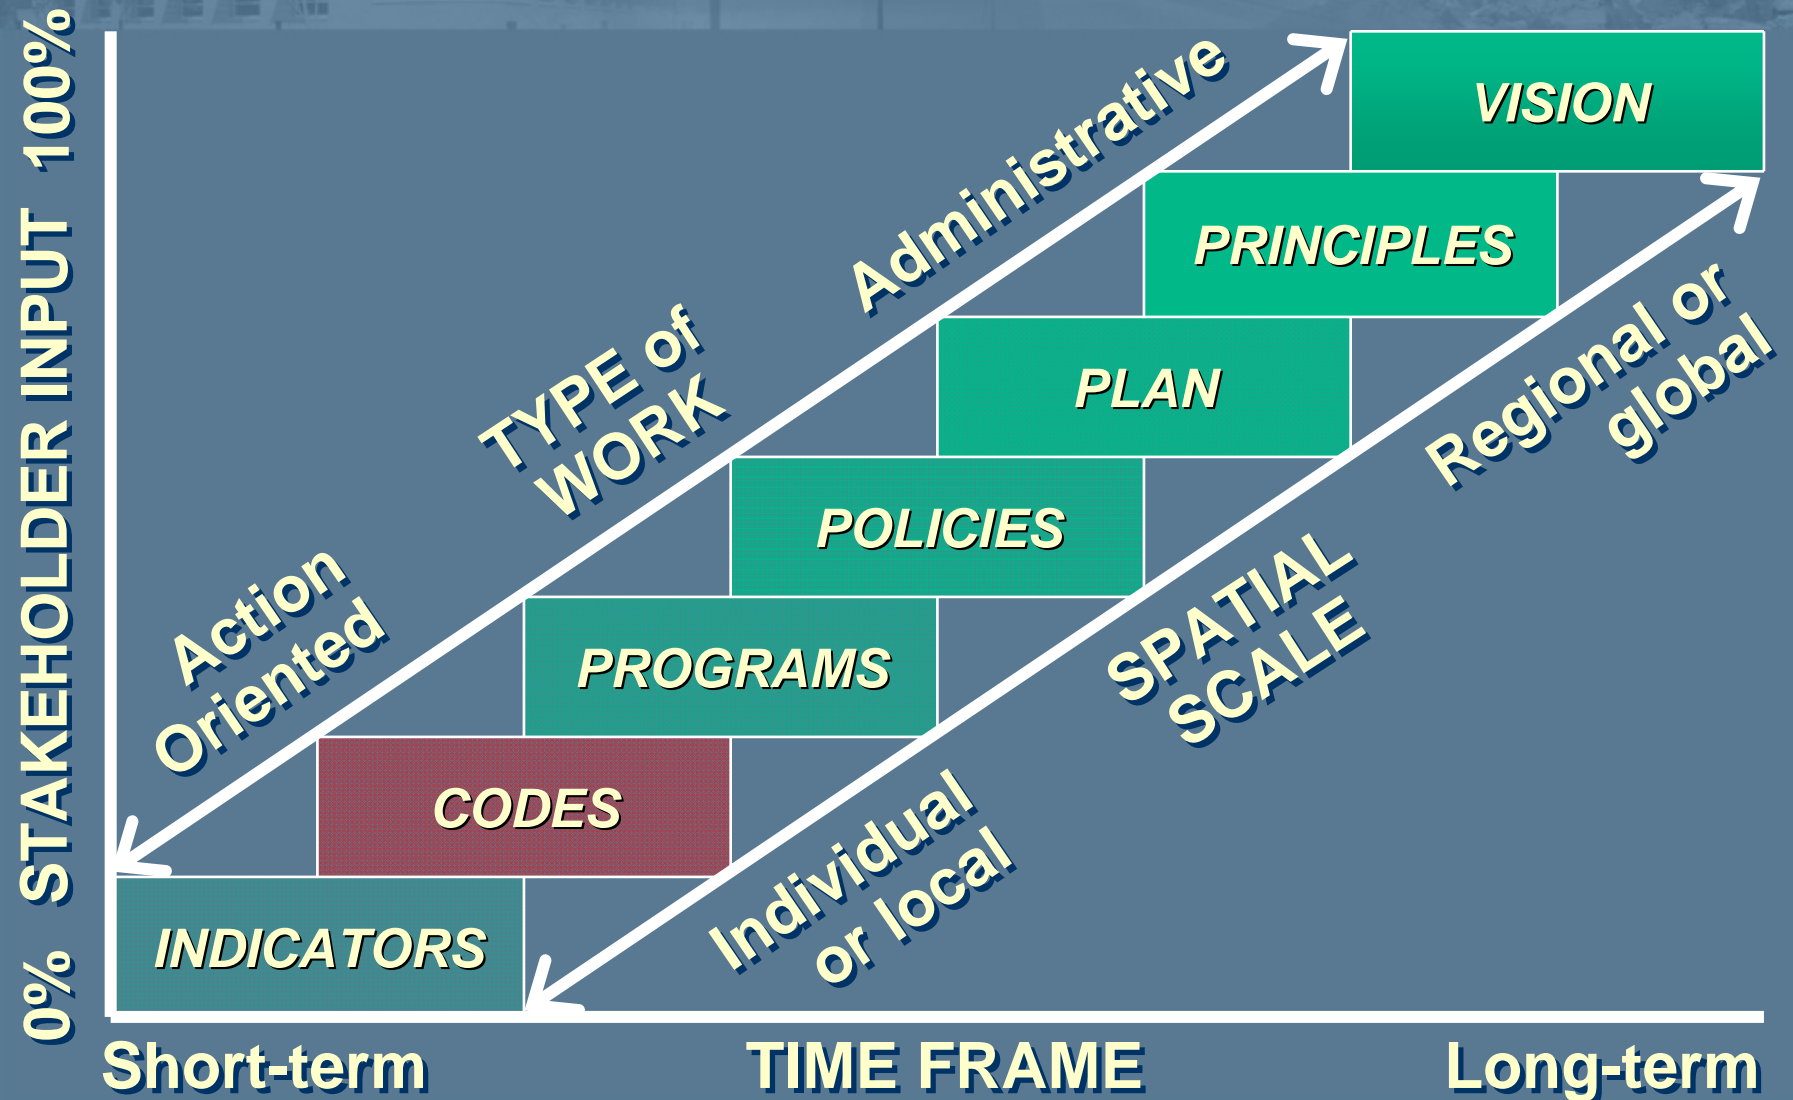 STAKEHOLDER INPUT
100%
0%
Administrative
TYPE of
WORK
Action
Oriented
VISION
PRINCIPLES
PLAN
POLICIES
PROGRAMS
CODES
INDICATORS
Regional or
global
SPATIAL
SCALE
Individual
or local
Short-term
TIME FRAME
Long-term